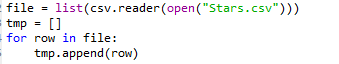 file = list(csv.reader(open("Stars.csv")))
tmp = []
for row in file:
    tmp.append(row)